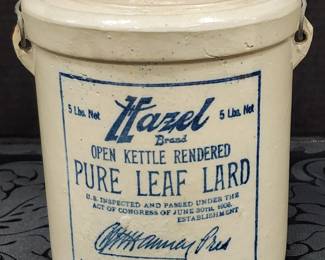 5 Lbs. Net Hazel 5 Lbs. Net
Brand
OPEN KETTLE RENDERED
PURE LEAF LARD
U.S. INSPECTED AND PASSED UNDER THE
ACT OF CONGRESS OF JUNE 30TH, 1906.
ESTABLISHMENT